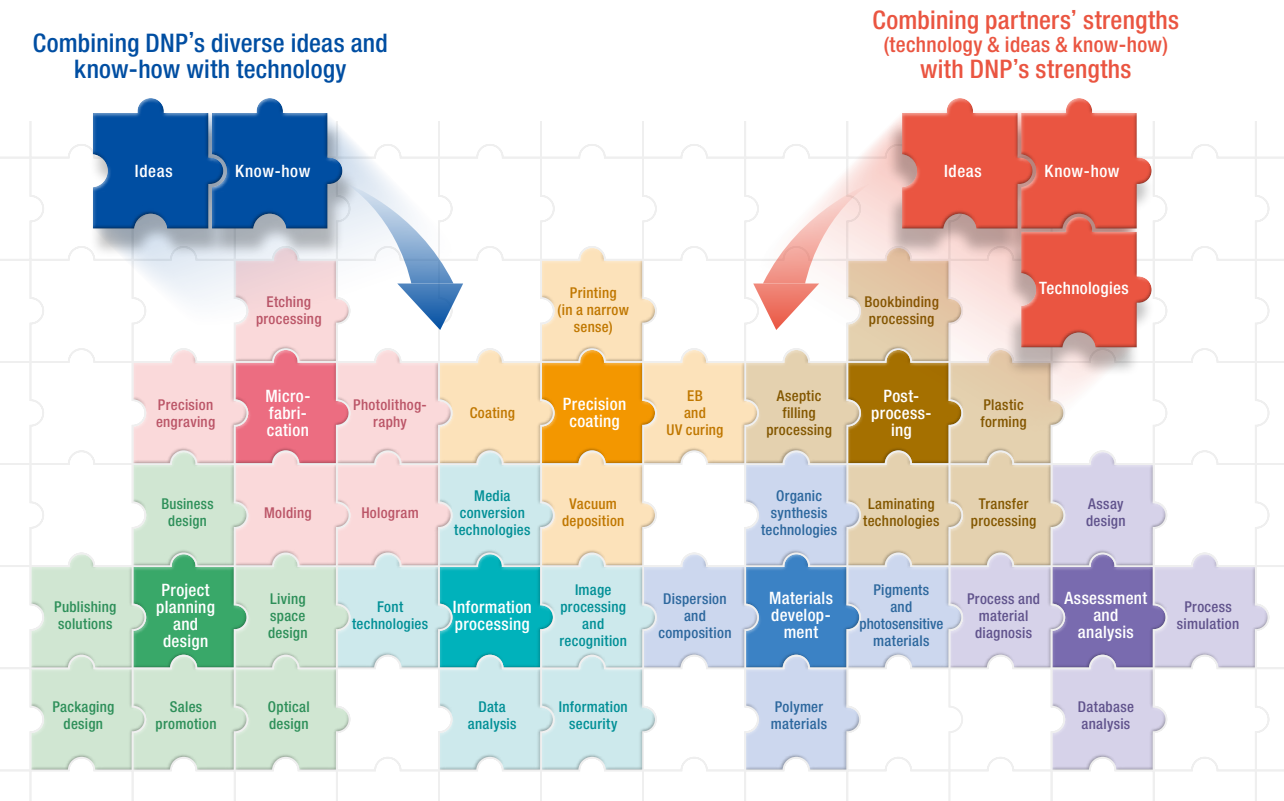 Combining DNP's diverse ideas and
know-how with technology
Combining partners' strengths
(technology & ideas & know-how)
with DNP's strengths
Ideas
Know-how
Ideas
Know-how
Technologies
Etching
processing
Printing
(in a narrow
sense)
Bookbinding
processing
Precision
engraving
Micro-
fabri-
cation
Photolithog-
raphy
Coating
Precision
coating
EB
and
UV curing
Aseptic
filling
processing
Post-
process-
ing
Plastic
forming
Business
design
Molding
Hologram
Media
conversion
technologies
Vacuum
deposition
Organic
synthesis
technologies
Laminating
technologies
Transfer
processing
Assay
design
Publishing
solutions
Project
planning
and
design
Living
space
design
Font
technologies
Information
processing
Image
processing
and
recognition
Dispersion
and
composition
Materials
develop-
ment
Pigments
and
photosensitive
materials
Process and
material
diagnosis
Assessment
and
analysis
Process
simulation
Packaging
design
Sales
promotion
Optical
design
Data
analysis
Information
security
Polymer
materials
Database
analysis